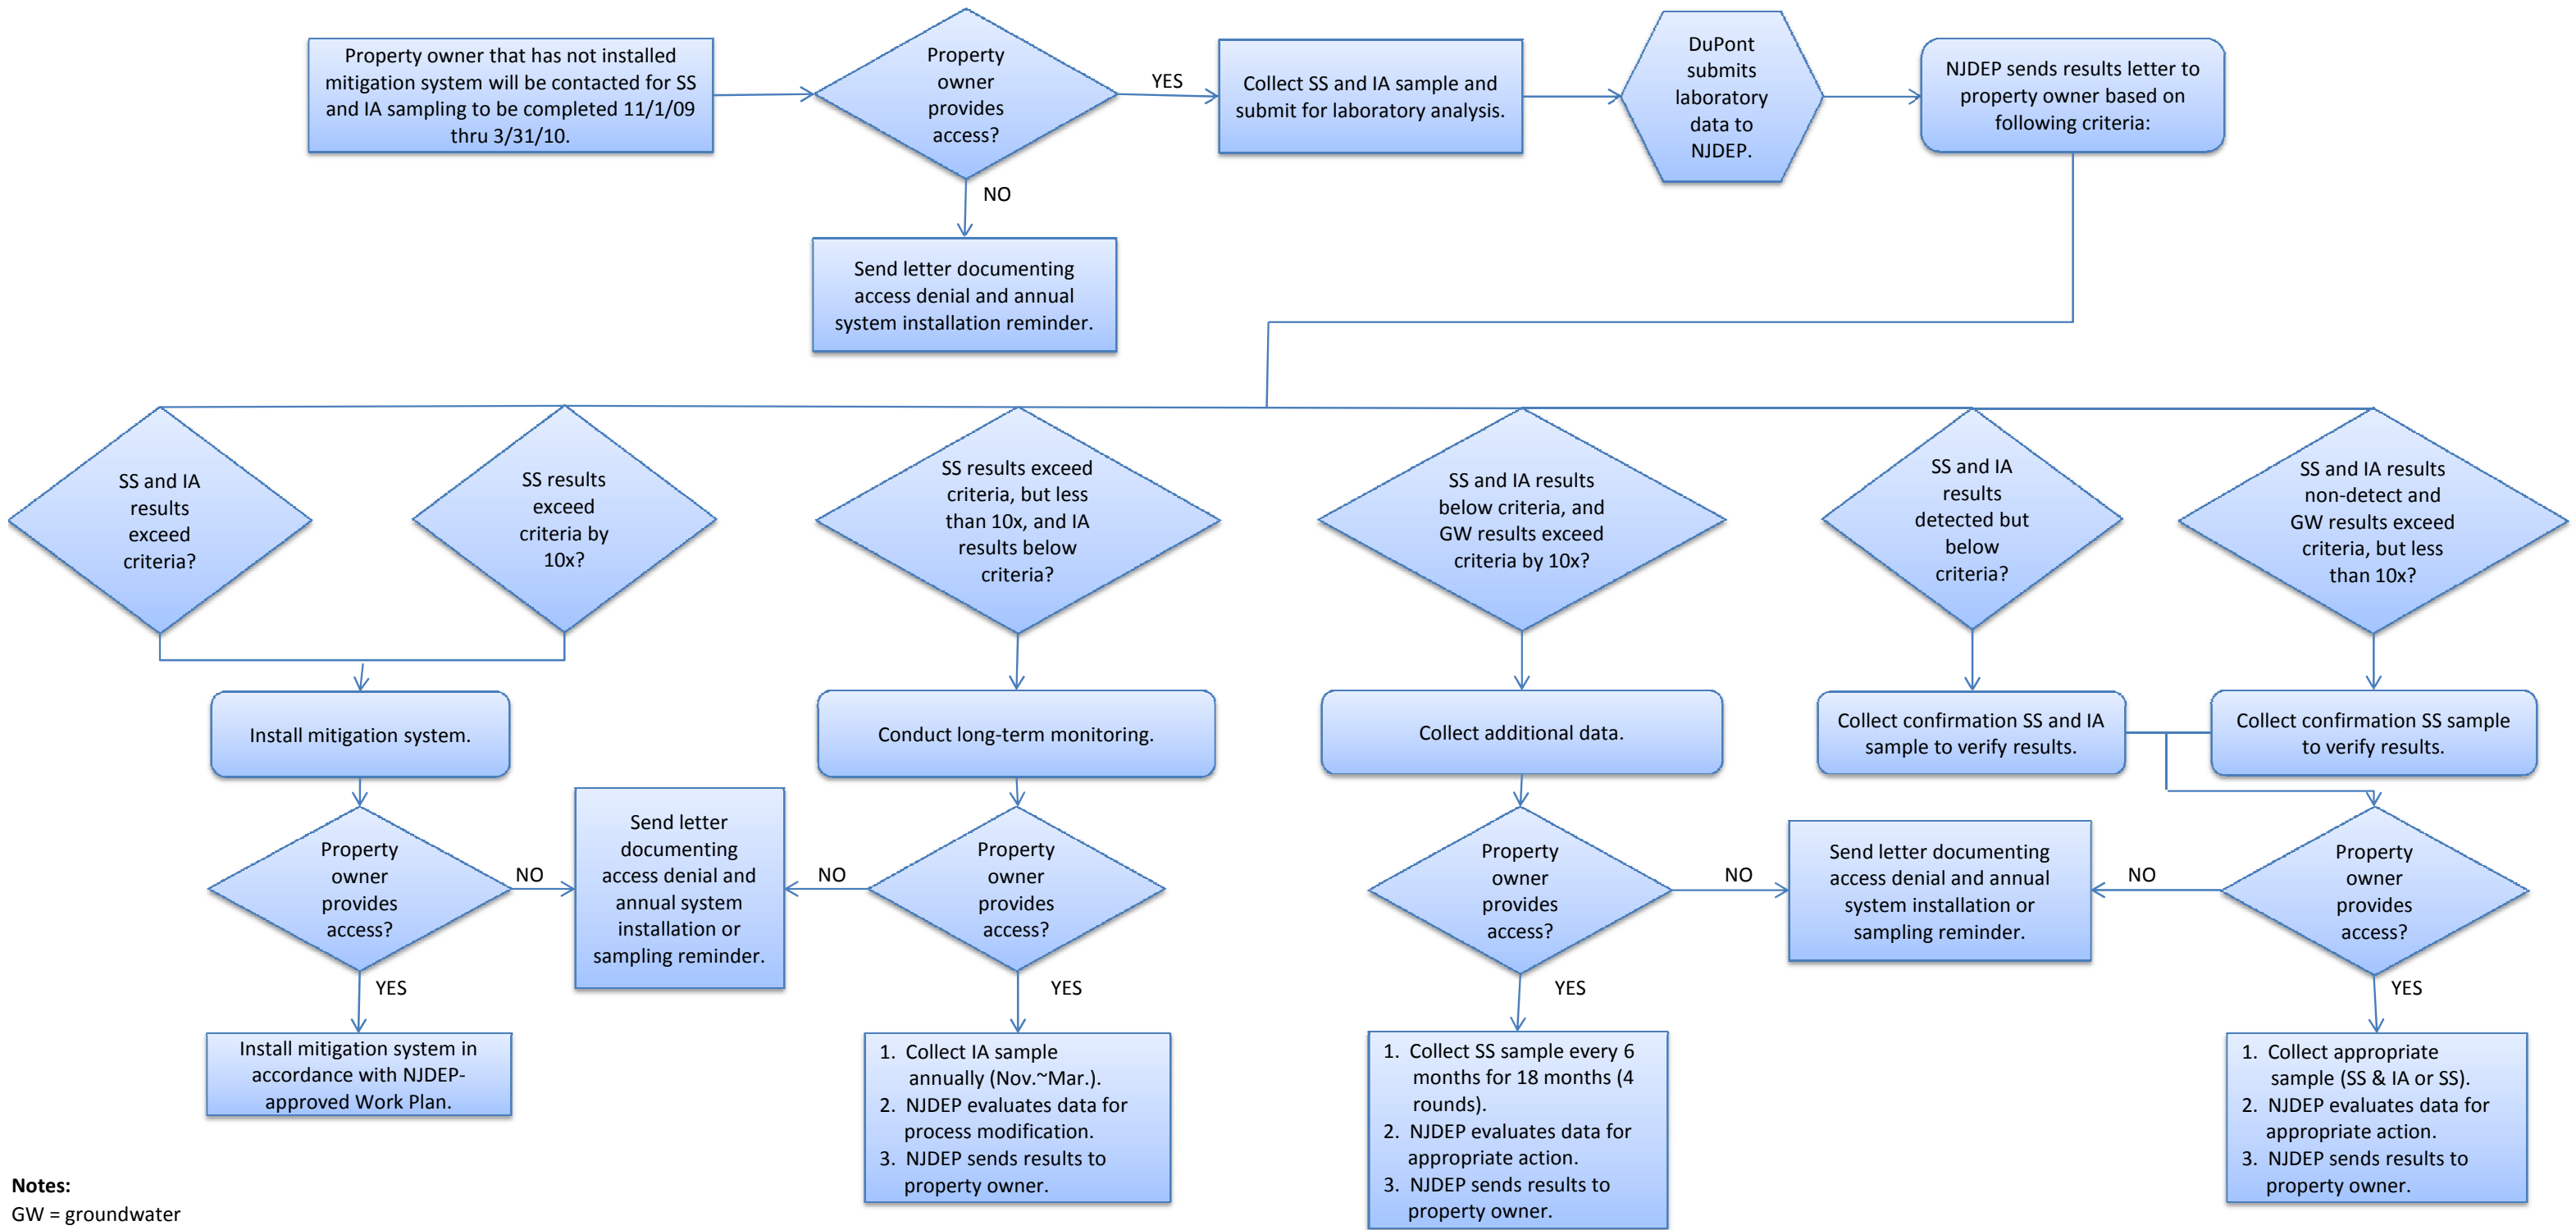 Property owner that has not installed
mitigation system will be contacted for SS
and IA sampling to be completed 11/1/09
thru 3/31/10.
Property
owner
provides
access?
YES
Collect SS and IA sample and
submit for laboratory analysis.
DuPont
submits
laboratory
data to
NJDEP.
NJDEP sends results letter to
property owner based on
following criteria:
NO
Send letter documenting
access denial and annual
system installation reminder.
SS and IA
results
exceed
criteria?
SS results
exceed
criteria by
10x?
SS results exceed
criteria, but less
than 10x, and IA
results below
criteria?
SS and IA results
below criteria, and
GW results exceed
criteria by 10x?
SS and IA
results
detected but
below
criteria?
SS and IA results
non-detect and
GW results exceed
criteria, but less
than 10x?
Install mitigation system.
Conduct long-term monitoring.
Collect additional data.
Collect confirmation SS and IA
sample to verify results.
Collect confirmation SS sample
to verify results.
Property
owner
provides
access?
NO
Send letter
documenting
access denial and
annual system
installation or
sampling reminder.
NO
Property
owner
provides
access?
Property
owner
provides
access?
NO
Send letter documenting
access denial and annual
system installation or
sampling reminder.
NO
Property
owner
provides
access?
YES
YES
YES
YES
Install mitigation system in
accordance with NJDEP-
approved Work Plan.
1. Collect IA sample
annually (Nov.~Mar.).
2. NJDEP evaluates data for
process modification.
3. NJDEP sends results to
property owner.
1. Collect SS sample every 6
months for 18 months (4
rounds).
2. NJDEP evaluates data for
appropriate action.
3. NJDEP sends results to
property owner.
1. Collect appropriate
sample (SS & IA or SS).
2. NJDEP evaluates data for
appropriate action.
3. NJDEP sends results to
property owner.
Notes:
GW = groundwater